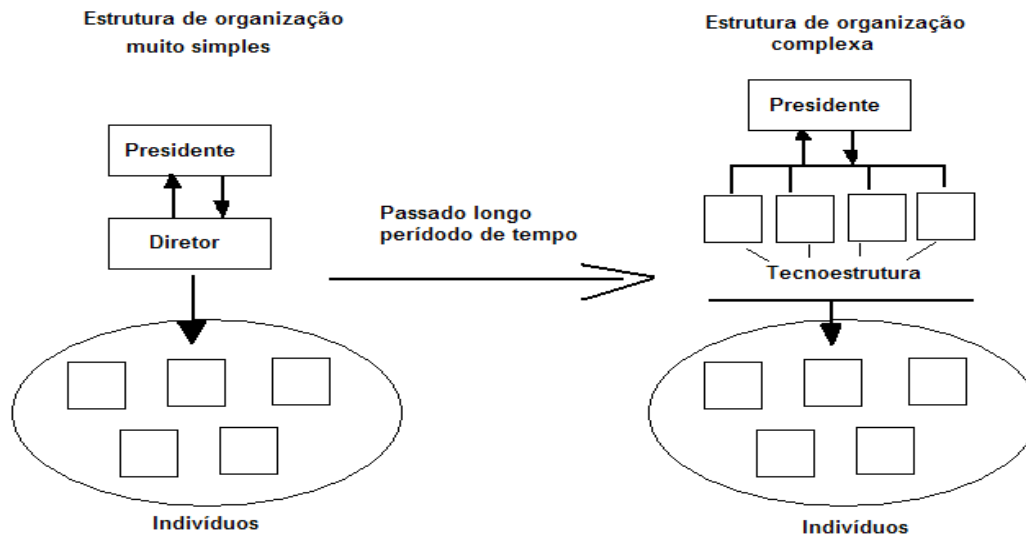 Estrutura de organização
muito simples
Presidente
Diretor
Indivíduos
Passado longo
perídodo de tempo
Estrutura de organização
complexa
Presidente
Tecnoestrutura
Indivíduos